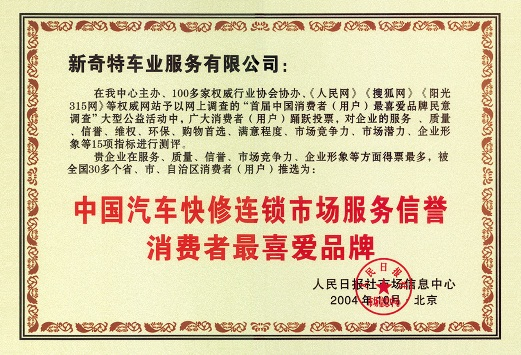 新奇特车业服务有限公司：
在我中心主办、100多家权威行业协会协办、《人民网》《搜狐网》《阳光
315网》等权威网站予以网上调查的“首届中国消费者（用户）最喜爱品牌民意
调查”大型公益活动中，广大消费者（用户）踊跃投票，对企业的服务 、质量
、信誉、维权、环保、购物首选、满意程度、市场竞争力、市场潜力、企业形
象等15项指标进行测评。
贵企业在服务、质量、信誉、市场竞争力、企业形象等方面得票最多，被
全国30多个省、市、自治区消费者（用户）推选为：
中国汽车快修连锁市场服务信誉
消费者最喜爱品牌
人民日报社市场信息中心
2004年10月 北京